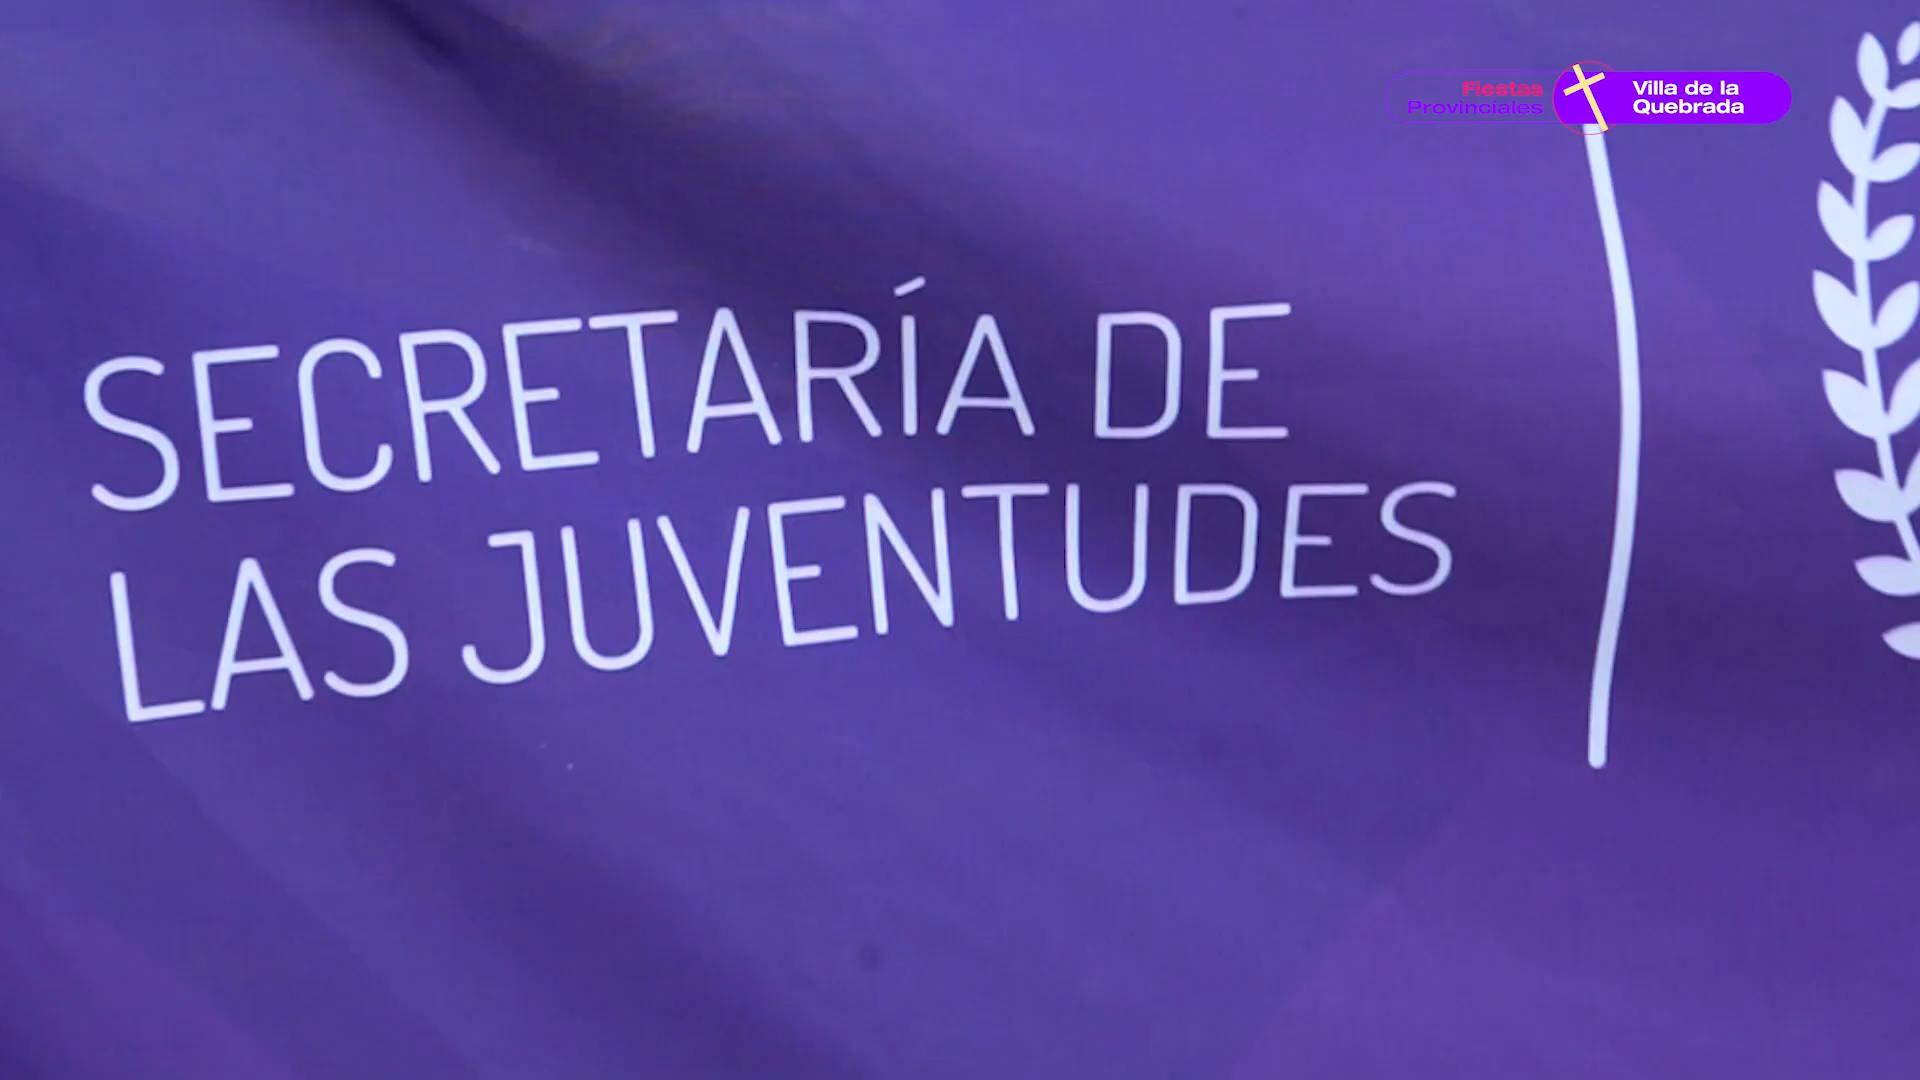 Fiestas
Provinciales
Villa de la
Quebrada
SECRETARÍA DE
LAS JUVENTUDES